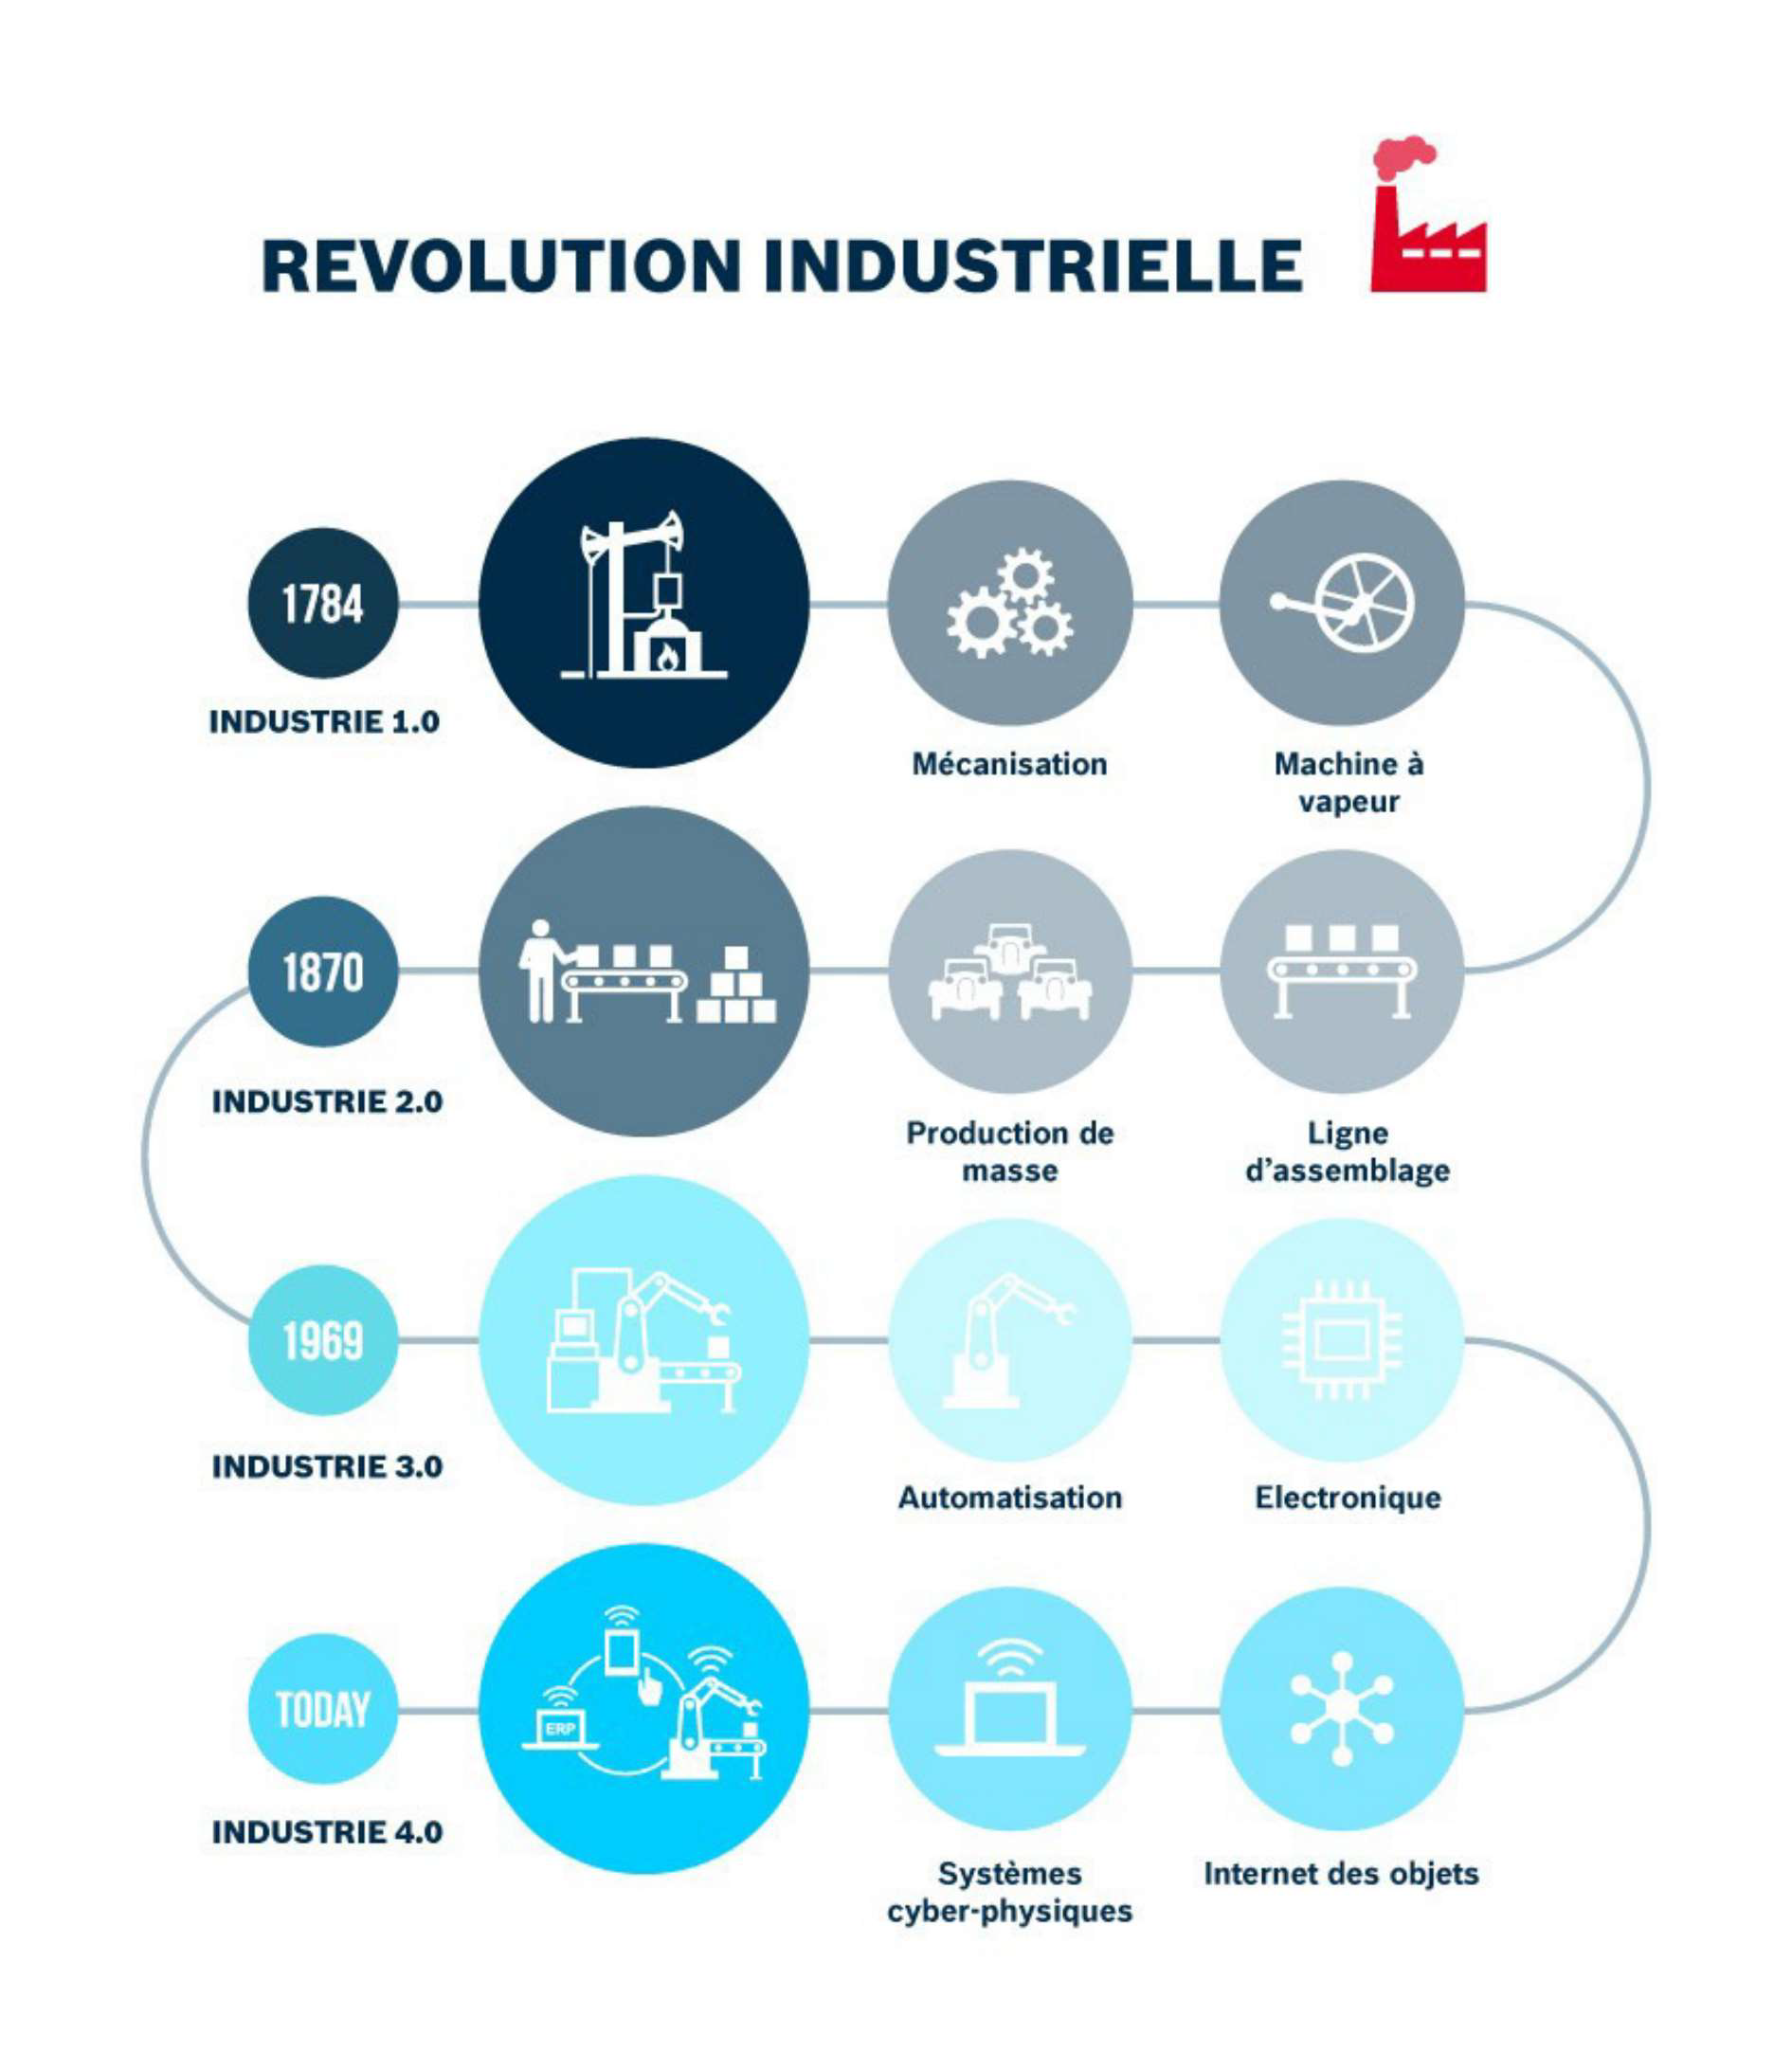 REVOLUTION INDUSTRIELLE
1784
INDUSTRIE 1.0
Mécanisation
Machine à
vapeur
1870
INDUSTRIE 2.0
Production de
masse
Ligne
d’assemblage
1969
INDUSTRIE 3.0
Automatisation
Electronique
TODAY
ERP
INDUSTRIE 4.0
Systèmes
cyber-physiques
Internet des objets